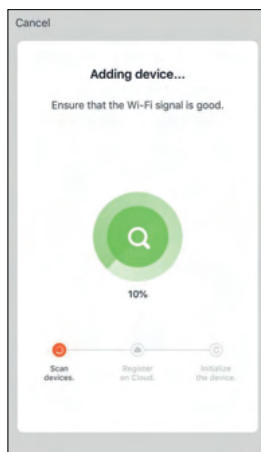 Cancel
Adding device...
Ensure that the Wi-Fi signal is good.
10%
Scan
devices.
Register
on Cloud.
Initialize
the device.